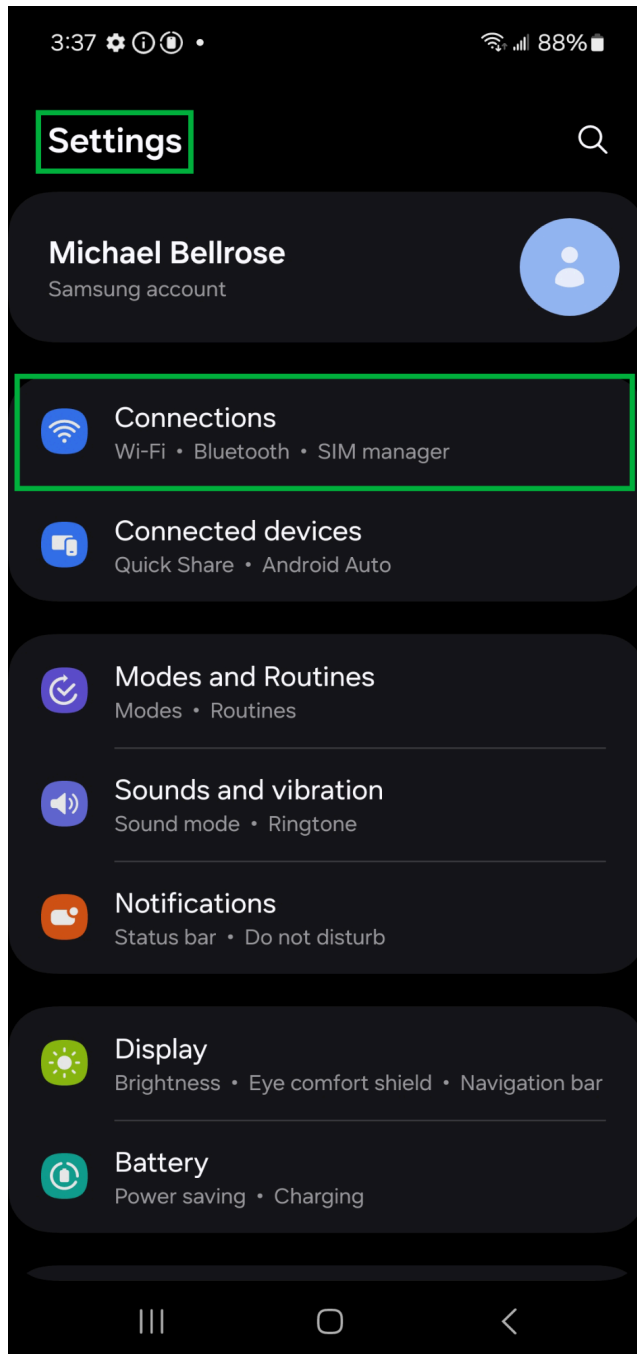 3:37 88%
Settings
Michael Bellrose
Samsung account
Connections
Wi-Fi • Bluetooth • SIM manager
Connected devices
Quick Share • Android Auto
Modes and Routines
Modes • Routines
Sounds and vibration
Sound mode • Ringtone
Notifications
Status bar • Do not disturb
Display
Brightness • Eye comfort shield • Navigation bar
Battery
Power saving • Charging